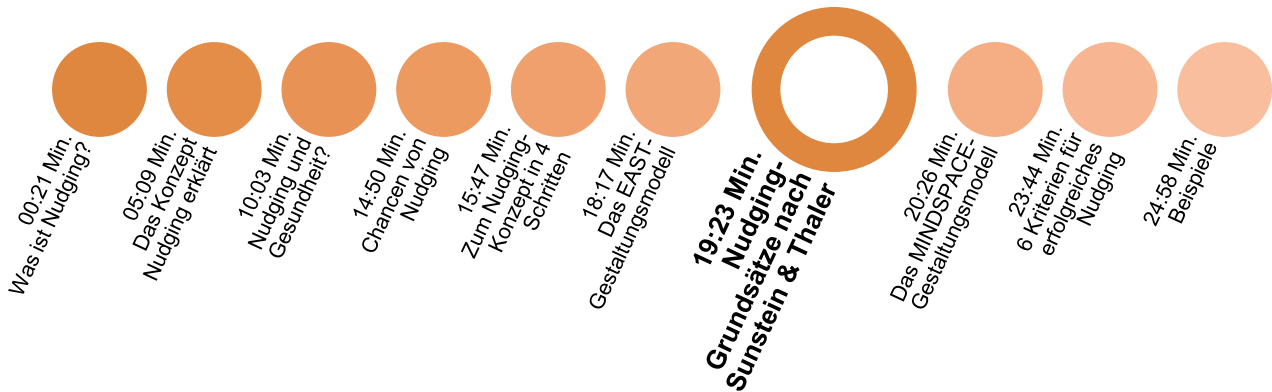 00:21 Min.
Was ist Nudging?
05:09 Min.
Das Konzept
Nudging erklärt
10:03 Min.
Nudging und
Gesundheit?
14:50 Min.
Chancen von
Nudging
15:47 Min.
Zum Nudging-
Konzept in 4
Schritten
18:17 Min.
Das EAST-
Gestaltungsmodell
19:23 Min.
Nudging-
Grundsätze nach
Sunstein & Thaler
20:26 Min.
Das MINDSPACE-
Gestaltungsmodell
23:44 Min.
6 Kriterien für
erfolgreiches
Nudging
24:58 Min.
Beispiele